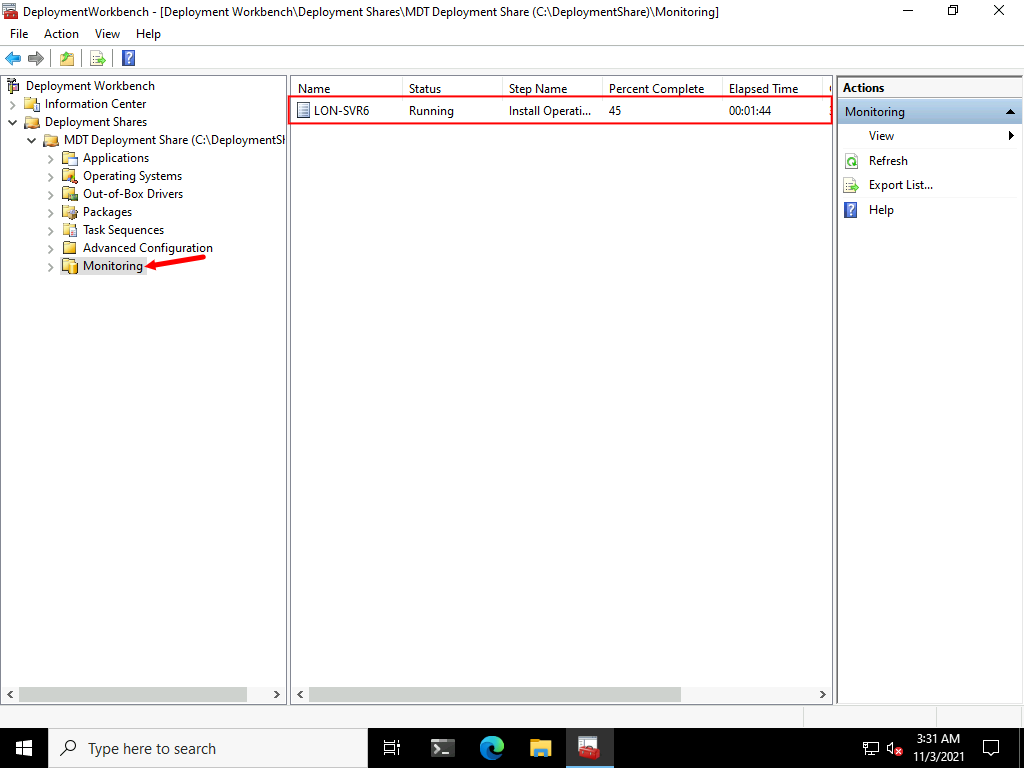 DeploymentWorkbench - [Deployment Workbench\Deployment Shares\MDT Deployment Share (C:\DeploymentShare)\Monitoring]
File Action View Help
Deployment Workbench
Information Center
Deployment Shares
MDT Deployment Share (C:\DeploymentSh
Applications
Operating Systems
Out-of-Box Drivers
Packages
Task Sequences
Advanced Configuration
Monitoring
Name Status Step Name Percent Complete Elapsed Time
LON-SVR6 Running Install Operati... 45 00:01:44
Actions
Monitoring
View
Refresh
Export List...
Help
Type here to search
3:31 AM
11/3/2021